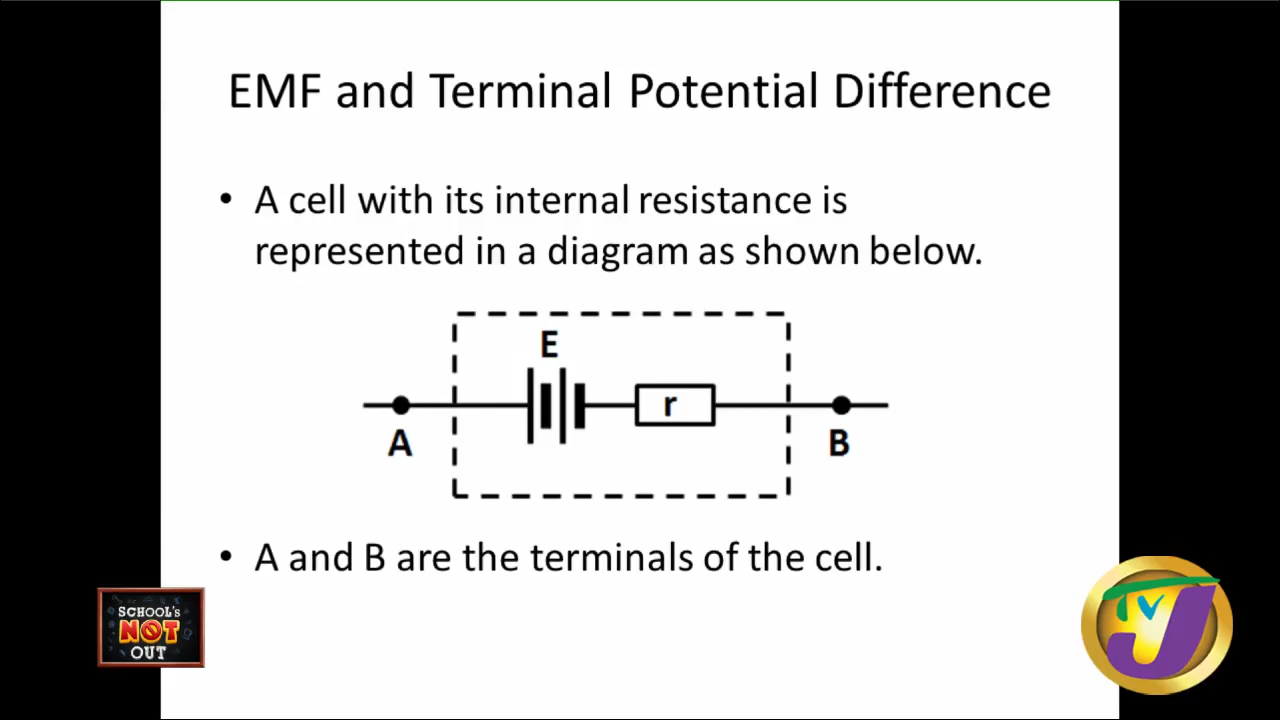 EMF and Terminal Potential Difference
• A cell with its internal resistance is
represented in a diagram as shown below.
E
r
A
B
• A and B are the terminals of the cell.
SCHOOL'S
NOT
OUT
TVJ